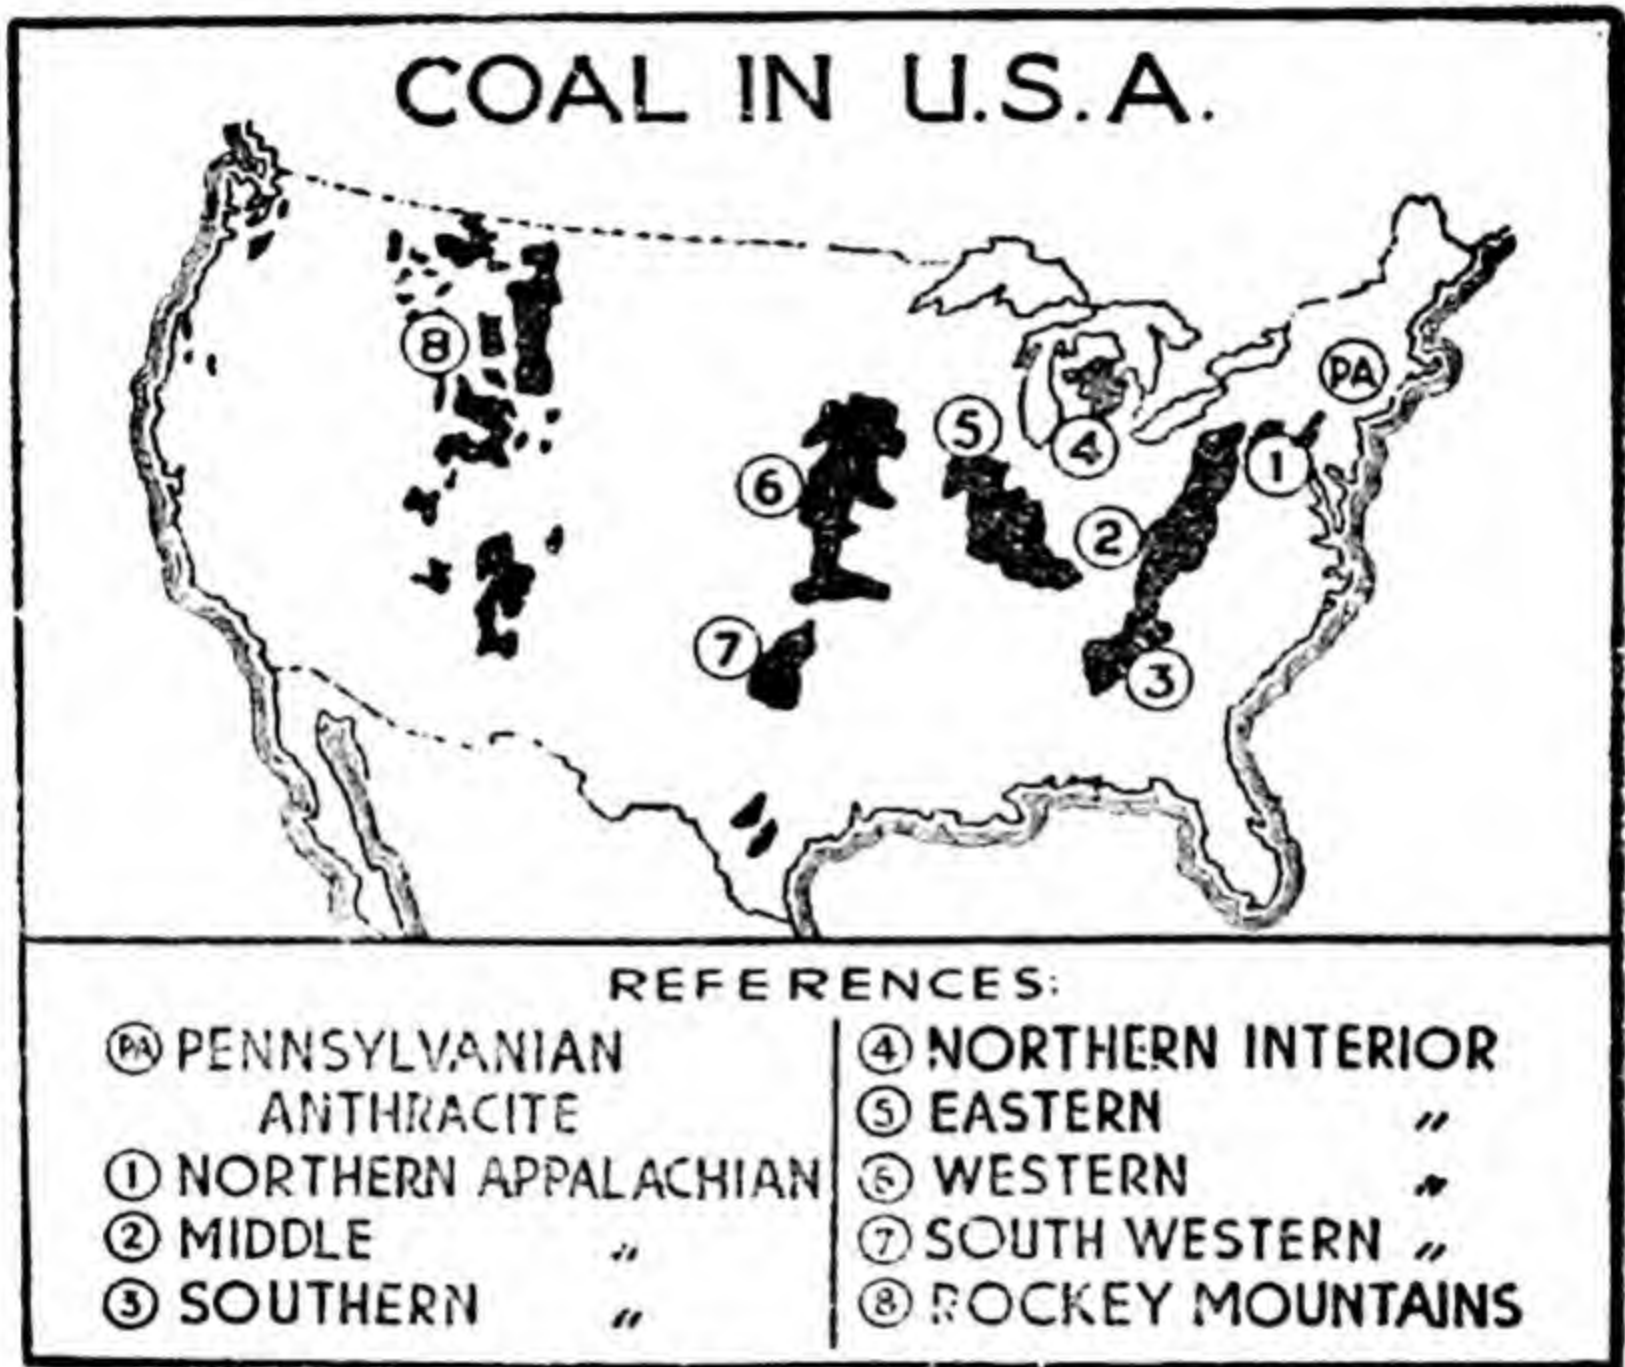 COAL IN U.S.A.
8
PA
5
4
1
6
2
7
3
REFERENCES:
PA PENNSYLVANIAN
ANTHRACITE
1 NORTHERN APPALACHIAN
2 MIDDLE "
3 SOUTHERN "
4 NORTHERN INTERIOR
5 EASTERN "
6 WESTERN "
7 SOUTH WESTERN "
8 ROCKEY MOUNTAINS